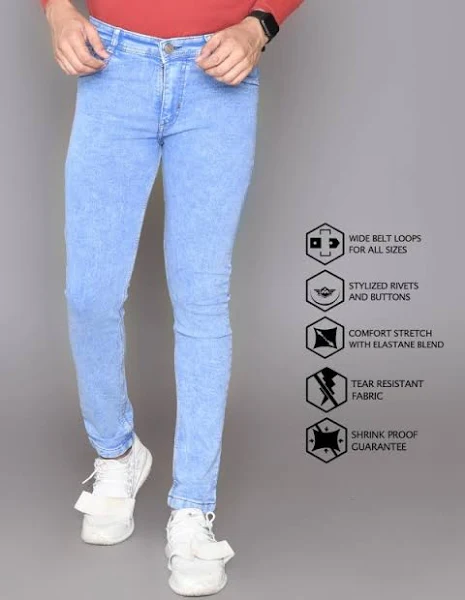 WIDE BELT LOOPS
FOR ALL SIZES
STYLIZED RIVETS
AND BUTTONS
COMFORT STRETCH
WITH ELASTANE BLEND
TEAR RESISTANT
FABRIC
SHRINK PROOF
GUARANTEE